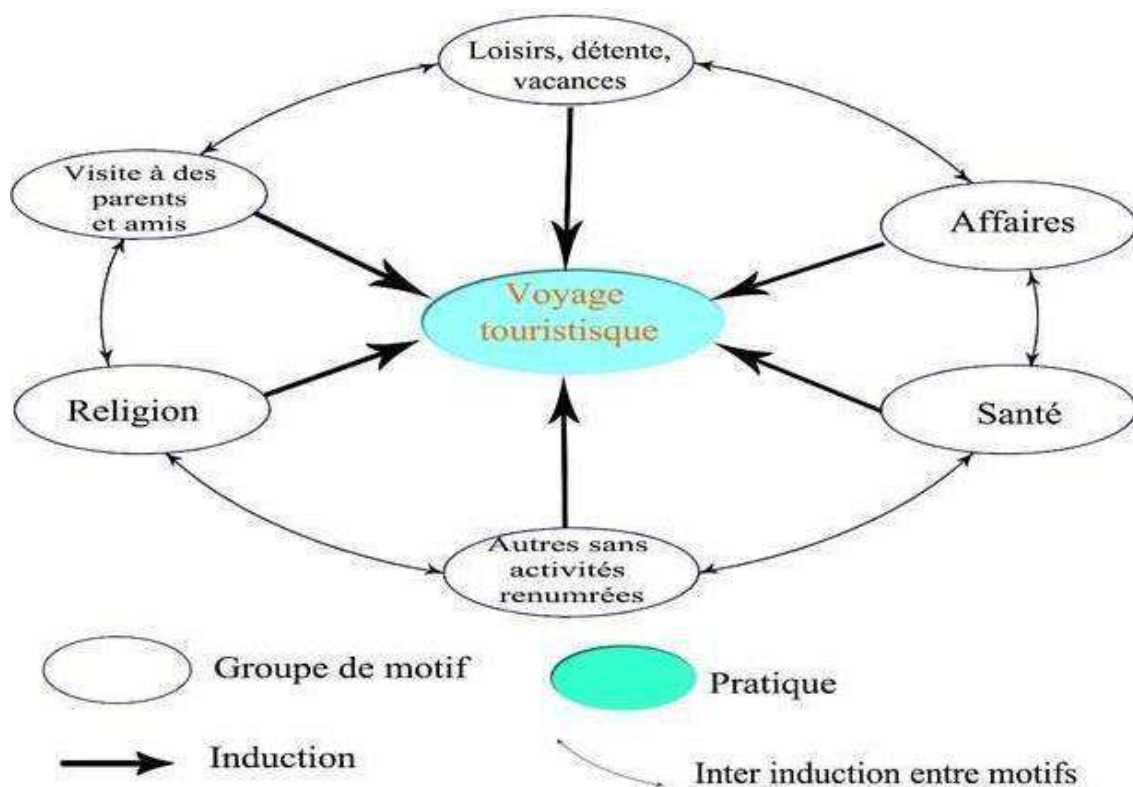 Loisirs, détente,
vacances
Visite à des
parents
et amis
Affaires
Voyage
touristisque
Religion
Santé
Autres sans
activités
renumrées
Groupe de motif
Pratique
Induction
Inter induction entre motifs